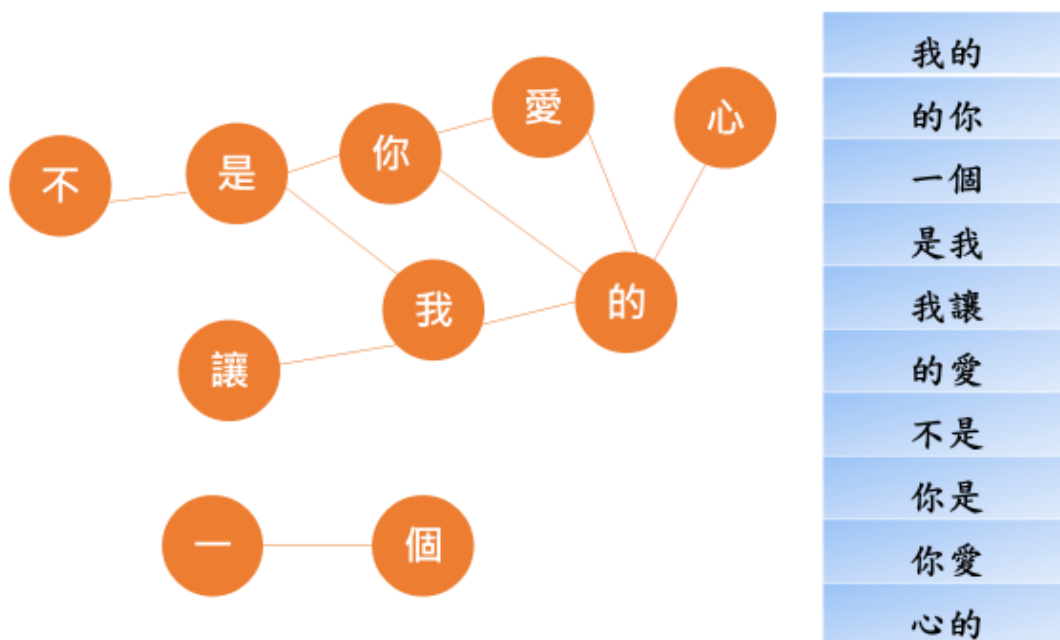 愛
心
你
是
不
我
的
讓
一
個
我的
的你
一個
是我
我讓
的愛
不是
你是
你愛
心的